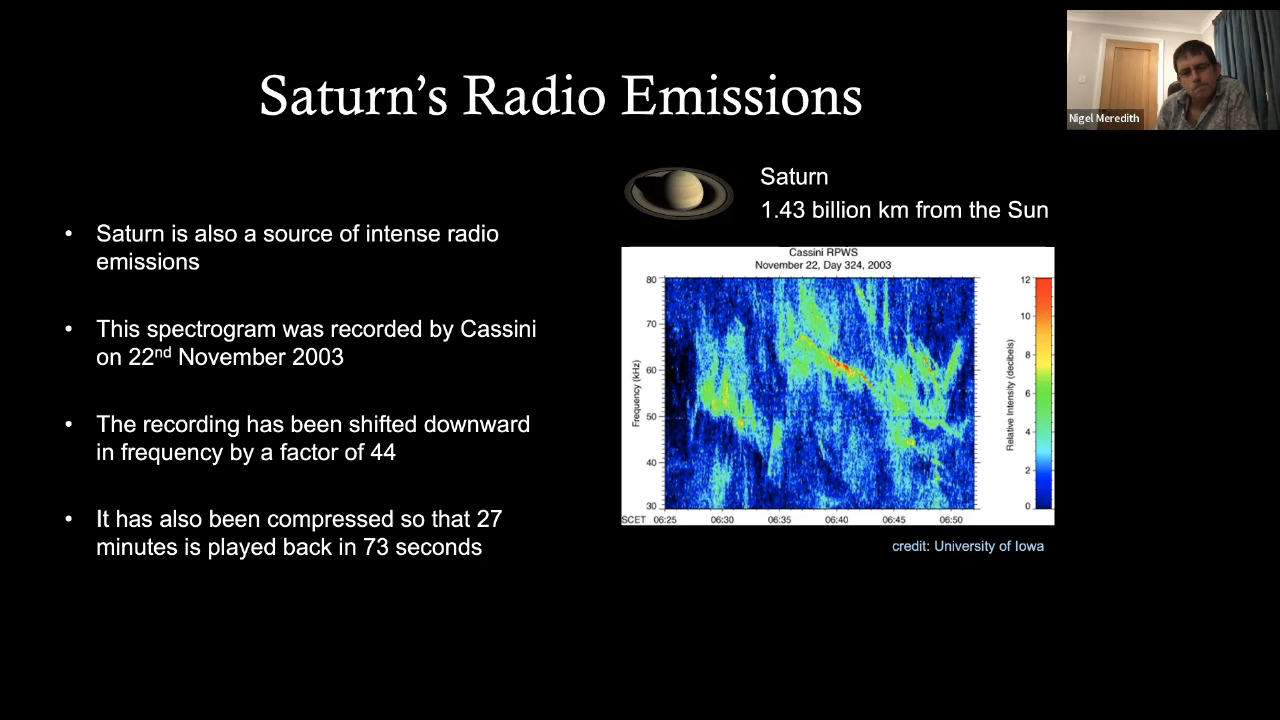 Saturn's Radio Emissions
Nigel Meredith
Saturn
1.43 billion km from the Sun
• Saturn is also a source of intense radio
emissions
• This spectrogram was recorded by Cassini
on 22nd November 2003
• The recording has been shifted downward
in frequency by a factor of 44
• It has also been compressed so that 27
minutes is played back in 73 seconds
Cassini RPWS
November 22, Day 324, 2003
Frequency (kHz)
80
70
60
50
40
30
SCET 06:25 06:30 06:35 06:40 06:45 06:50
Relative Intensity (decibels)
12
10
8
6
4
2
0
credit: University of Iowa